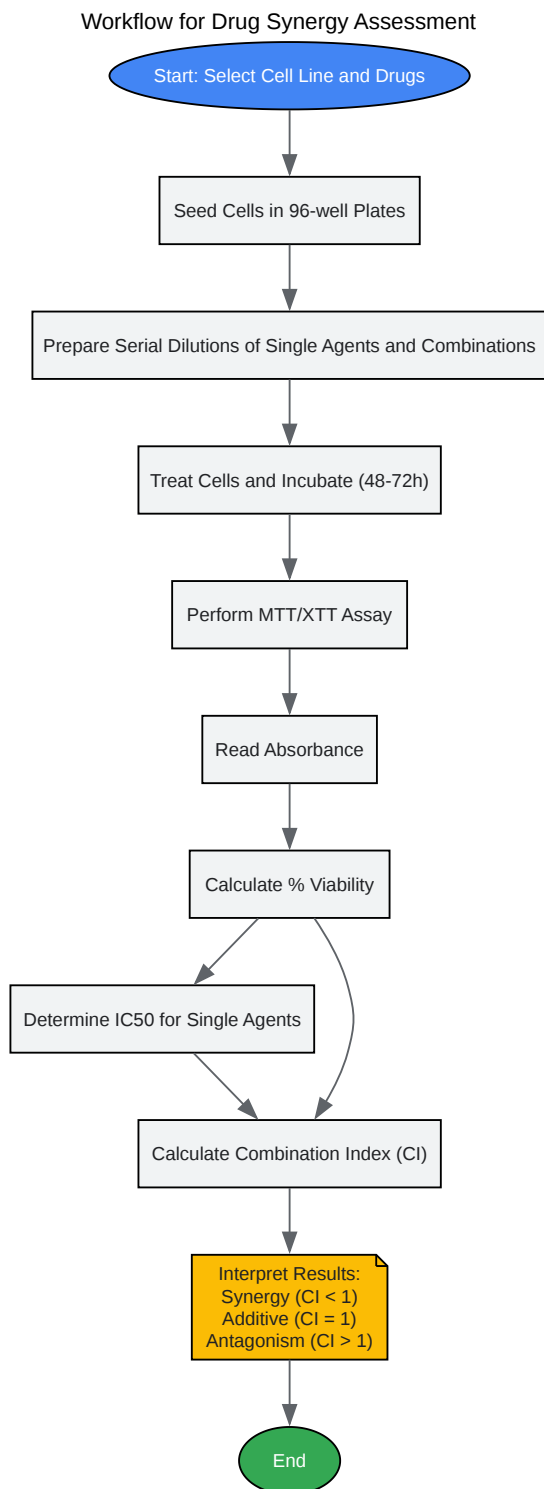 Workflow for Drug Synergy Assessment
Start: Select Cell Line and Drugs
Seed Cells in 96-well Plates
Prepare Serial Dilutions of Single Agents and Combinations
Treat Cells and Incubate (48-72h)
Perform MTT/XTT Assay
Read Absorbance
Calculate % Viability
Determine IC50 for Single Agents
Calculate Combination Index (CI)
Interpret Results:
Synergy (CI < 1)
Additive (CI = 1)
Antagonism (CI > 1)
End